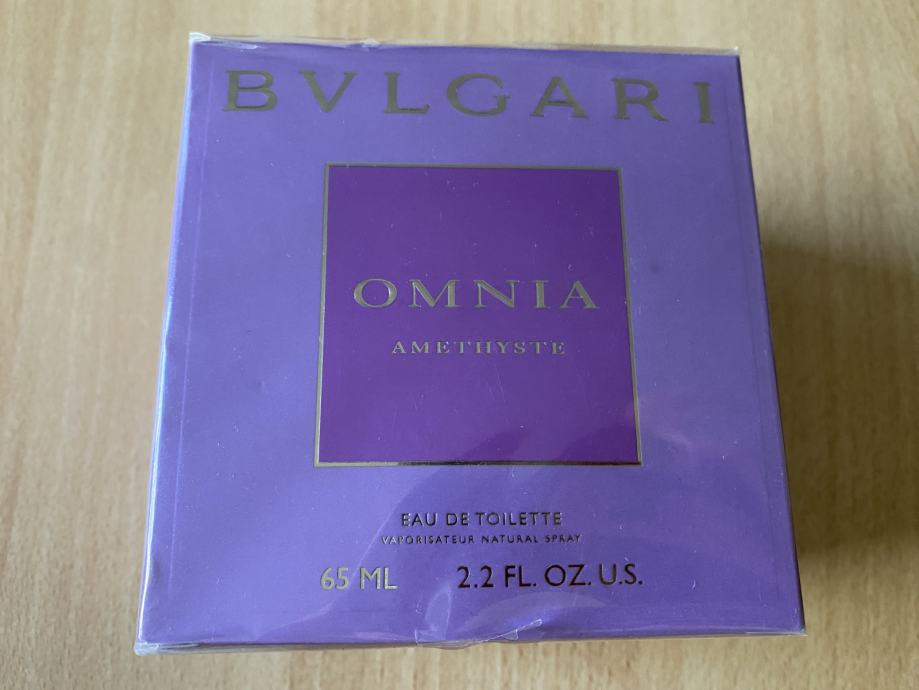 BVLGARI
OMNIA
AMETHYSTE
EAU DE TOILETTE
VAPORISATEUR NATURAL SPRAY
65 ML 2.2 FL. OZ. U.S.